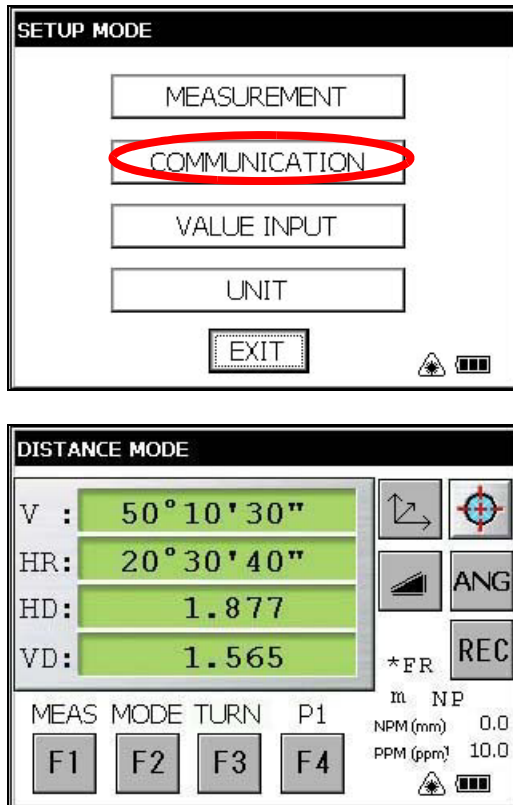 SETUP MODE
MEASUREMENT
COMMUNICATION
VALUE INPUT
UNIT
EXIT
DISTANCE MODE
V : 50°10'30"
HR: 20°30'40"
HD: 1.877
VD: 1.565
ANG
REC
*FR
m NP
NPM (mm) 0.0
PPM (ppm) 10.0
MEAS MODE TURN P1
F1 F2 F3 F4